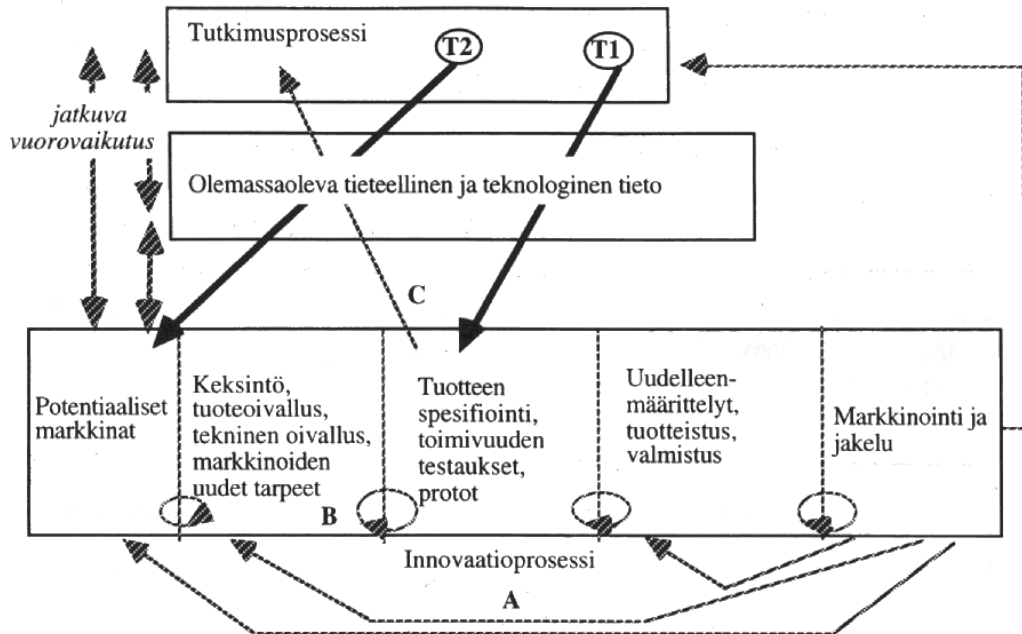 Tutkimusprosessi
T2
T1
jatkuva
vuorovaikutus
Olemassaoleva tieteellinen ja teknologinen tieto
C
Potentiaaliset
markkinat
Keksintö,
tuoteoivallus,
tekninen oivallus,
markkinoiden
uudet tarpeet
B
Tuotteen
spesifiointi,
toimivuuden
testaukset,
protot
Uudelleen-
määrittelyt,
tuotteistus,
valmistus
Markkinointi ja
jakelu
Innovaatioprosessi
A